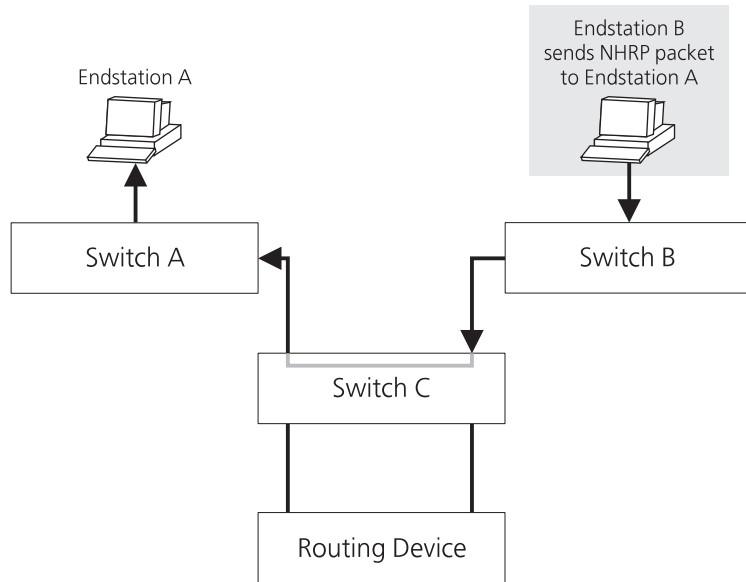 Endstation B
sends NHRP packet
to Endstation A
Endstation A
Switch A
Switch B
Switch C
Routing Device